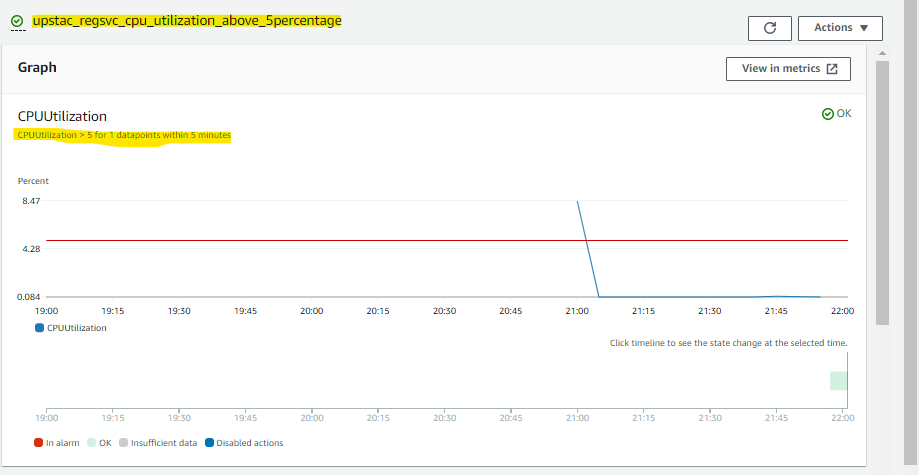 upstac_regsvc_cpu_utilization_above_5percentage
Actions
Graph
View in metrics
CPUUtilization
OK
CPUUtilization > 5 for 1 datapoints within 5 minutes
Percent
8.47
4.28
0.084
19:00 19:15 19:30 19:45 20:00 20:15 20:30 20:45 21:00 21:15 21:30 21:45 22:00
CPUUtilization
Click timeline to see the state change at the selected time.
19:00 19:15 19:30 19:45 20:00 20:15 20:30 20:45 21:00 21:15 21:30 21:45 22:00
In alarm OK Insufficient data Disabled actions